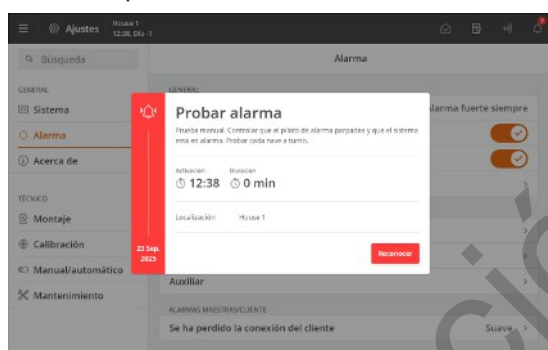 Ajustes
House 1
12:38, Día -1
Búsqueda
Alarma
GENERAL
GENERAL
Sistema
Alarma fuerte siempre
Alarma
Acerca de
TÉCNICO
Montaje
Calibración
Manual/automático
Mantenimiento
Probar alarma
Prueba manual. Controlar que el piloto de alarma parpadea y que el sistema
está en alarma. Probar cada nave a turno.
Activación Duración
12:38 0 min
Localización House 1
23 Sep.
2025
Reconocer
Auxiliar
ALARMAS MAESTRAS/CLIENTE
Se ha perdido la conexión del cliente Suave